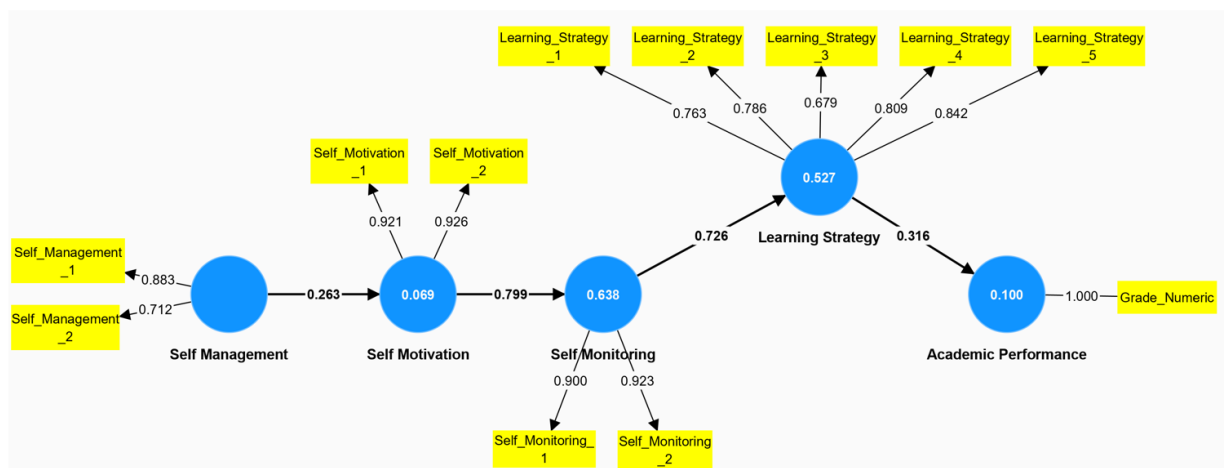 Learning_Strategy
_1
Learning_Strategy
_2
Learning_Strategy
_3
Learning_Strategy
_4
Learning_Strategy
_5
0.763
0.786
0.679
0.809
0.842
Self_Motivation
_1
Self_Motivation
_2
0.527
0.921
0.926
Learning Strategy
0.726
0.316
Self_Management
_1
0.883
Self_Management
_2
0.712
0.263
0.069
0.799
0.638
0.100
1.000
Grade_Numeric
Self Management
Self Motivation
Self Monitoring
Academic Performance
0.900
0.923
Self_Monitoring_
1
Self_Monitoring
_2